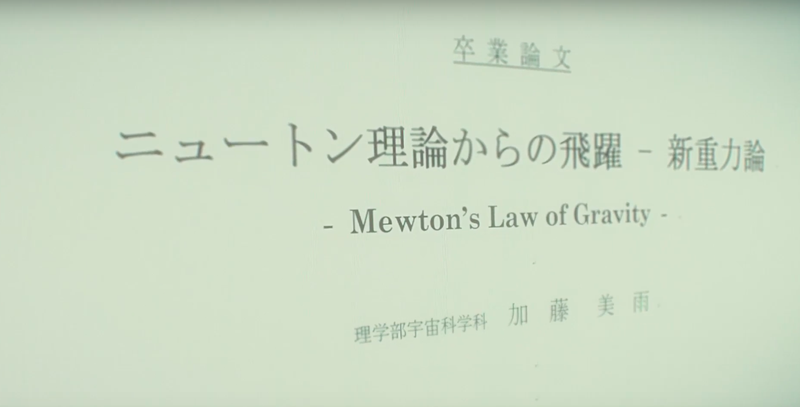 卒業論文
ニュートン理論からの飛躍 – 新重力論
- Mewton's Law of Gravity -
理学部宇宙科学科 加藤 美雨